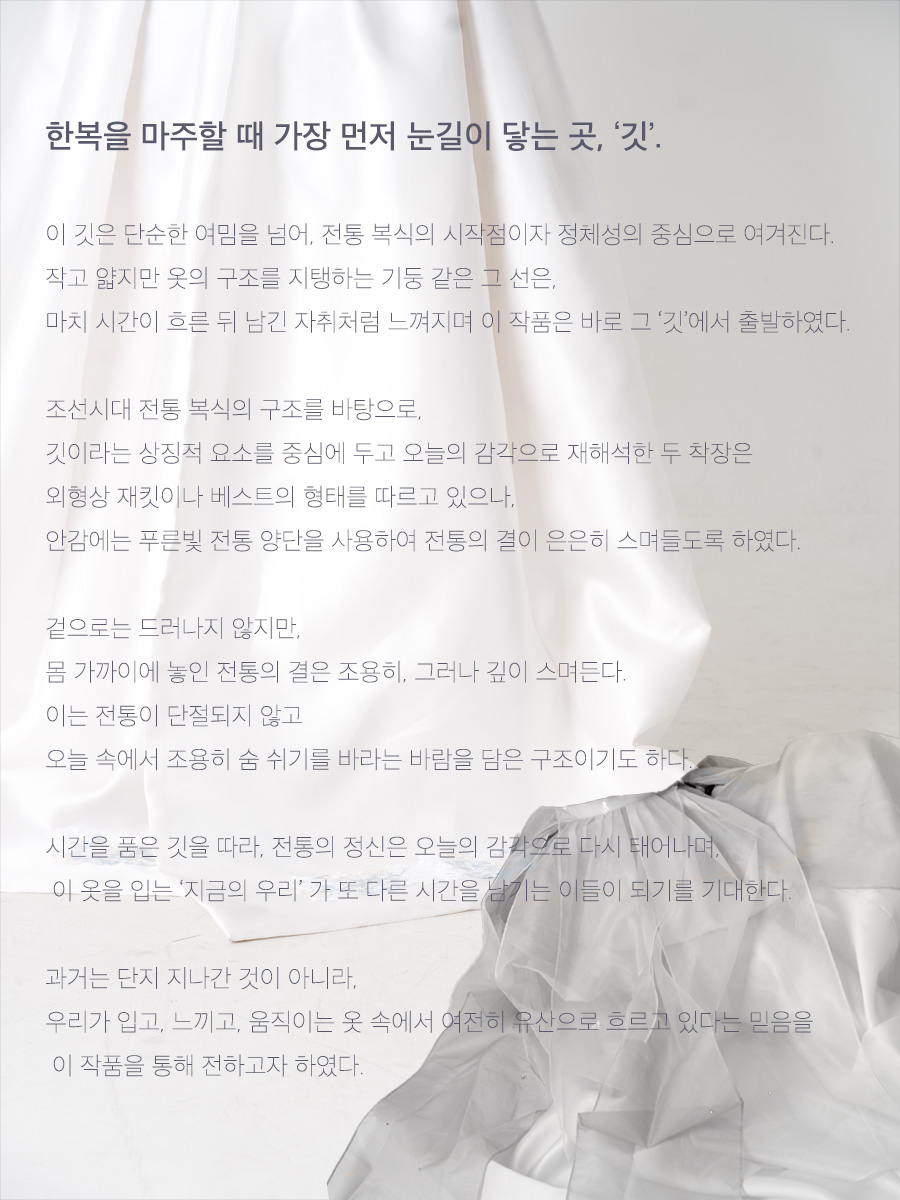 한복을 마주할 때 가장 먼저 눈길이 닿는 곳, ‘깃’.
이 깃은 단순한 여밈을 넘어, 전통 복식의 시작점이자 정체성의 중심으로 여겨진다.
작고 얇지만 옷의 구조를 지탱하는 기둥 같은 그 선은,
마치 시간이 흐른 뒤 남긴 자취처럼 느껴지며 이 작품은 바로 그 ‘깃’에서 출발하였다.
조선시대 전통 복식의 구조를 바탕으로,
깃이라는 상징적 요소를 중심에 두고 오늘의 감각으로 재해석한 두 착장은
외형상 재킷이나 베스트의 형태를 따르고 있으나,
안감에는 푸른빛 전통 양단을 사용하여 전통의 결이 은은히 스며들도록 하였다.
겉으로는 드러나지 않지만,
몸 가까이에 놓인 전통의 결은 조용히, 그러나 깊이 스며든다.
이는 전통이 단절되지 않고
오늘 속에서 조용히 숨 쉬기를 바라는 바람을 담은 구조이기도 하다.
시간을 품은 깃을 따라, 전통의 정신은 오늘의 감각으로 다시 태어나며,
이 옷을 입는 ‘지금의 우리’ 가 또 다른 시간을 남기는 이들이 되기를 기대한다.
과거는 단지 지나간 것이 아니라,
우리가 입고, 느끼고, 움직이는 옷 속에서 여전히 유산으로 흐르고 있다는 믿음을
이 작품을 통해 전하고자 하였다.